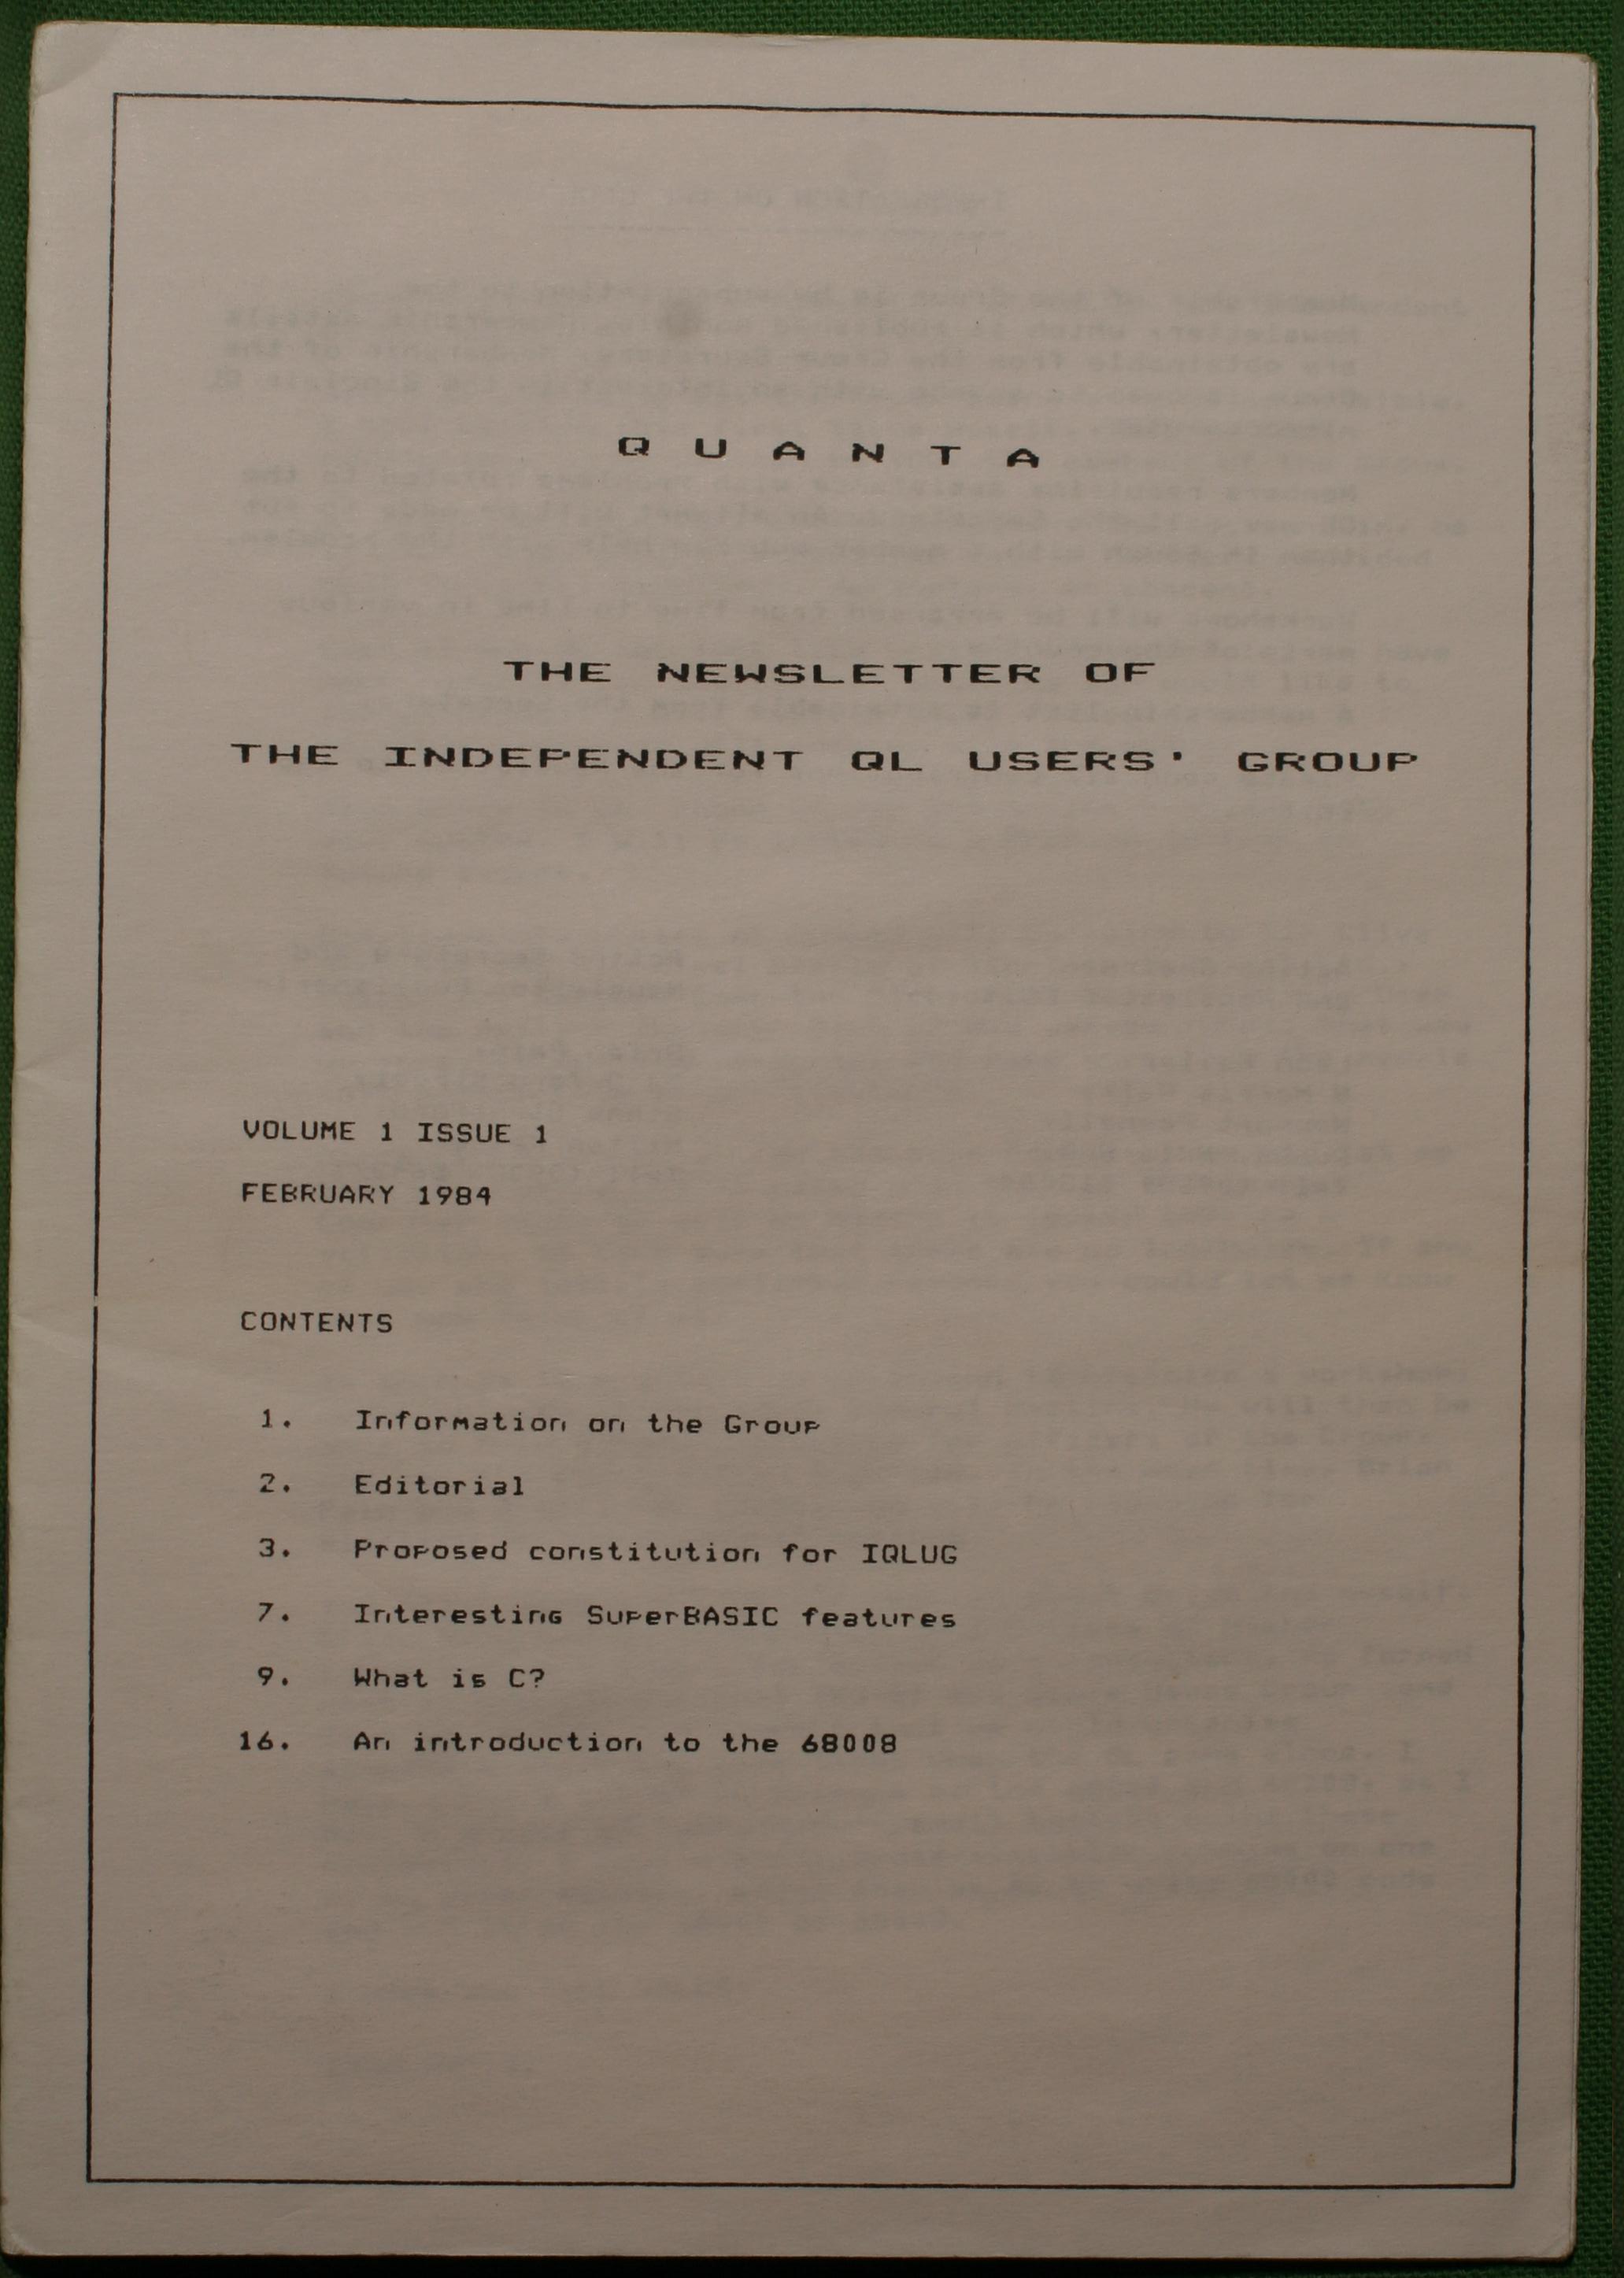 Q U A N T A
THE NEWSLETTER OF
THE INDEPENDENT QL USERS' GROUP
VOLUME 1 ISSUE 1
FEBRUARY 1984
CONTENTS
1. Information on the Group
2. Editorial
3. Proposed constitution for IQLUG
7. Interesting SuperBASIC features
9. What is C?
16. An introduction to the 68008